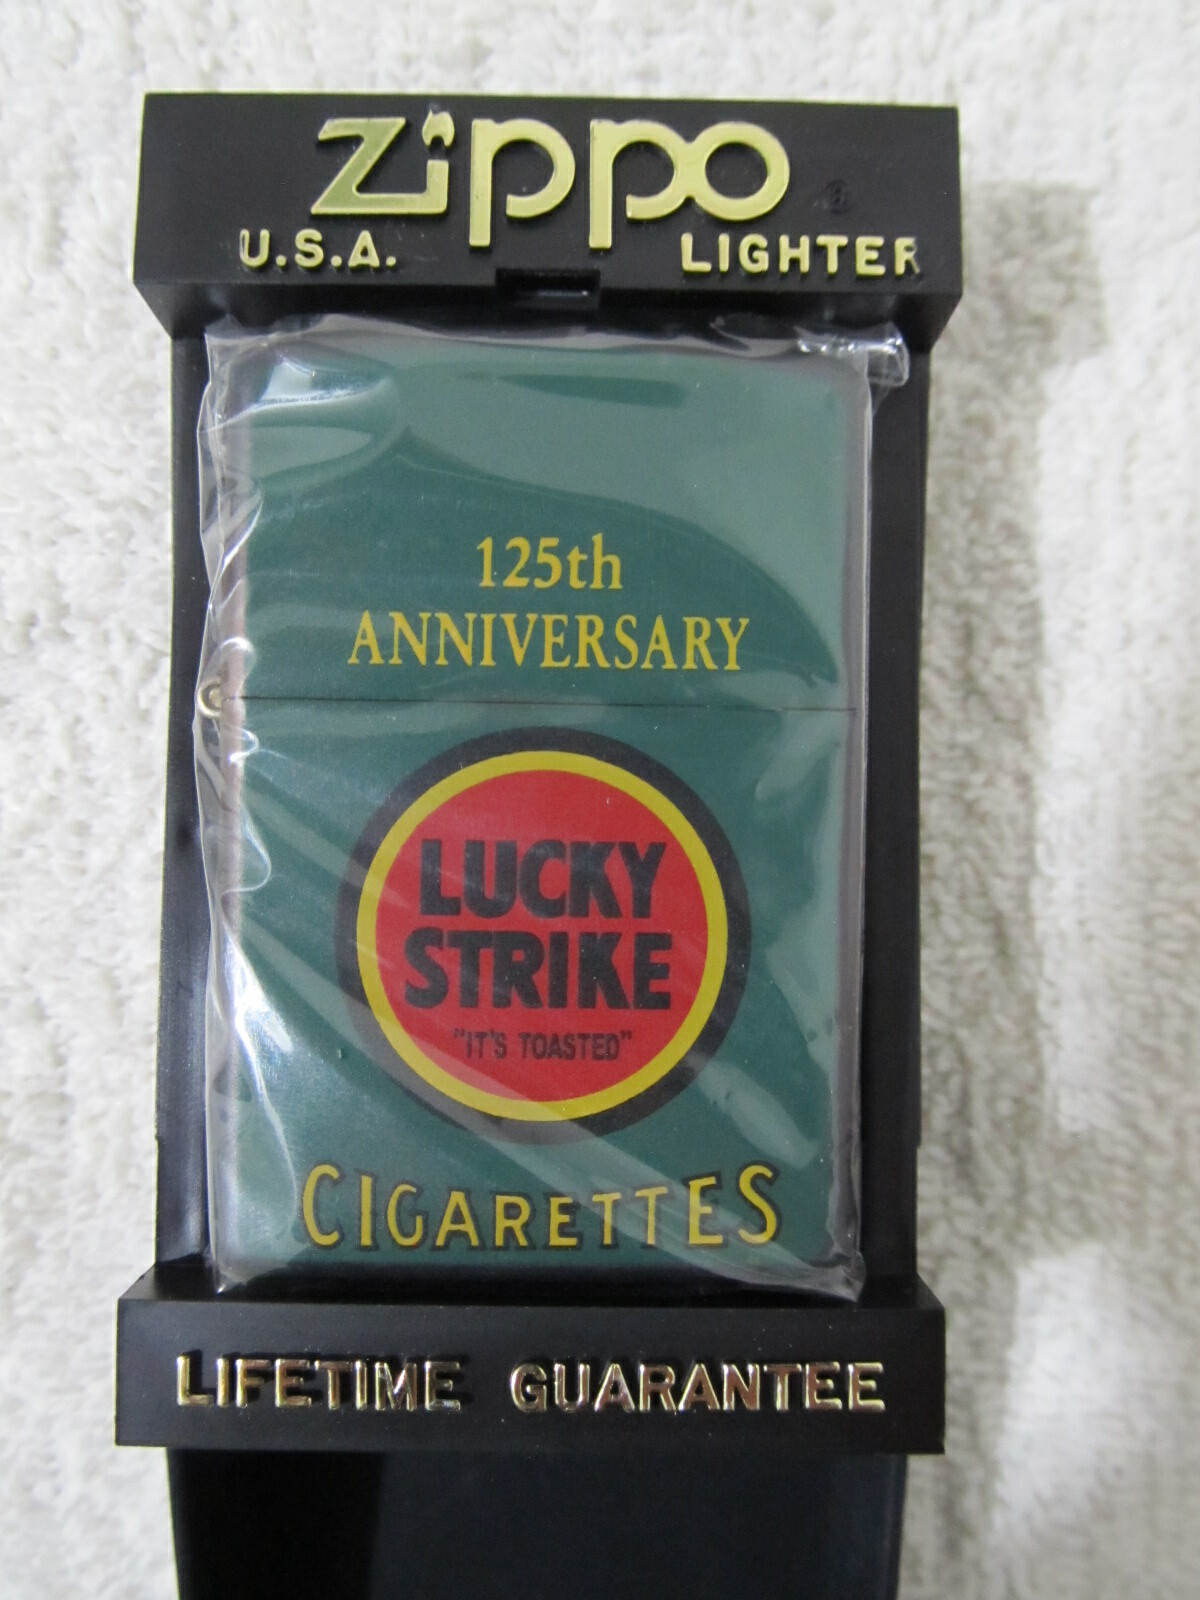 Zippo ®
U.S.A. LIGHTER
125th
ANNIVERSARY
LUCKY
STRIKE
"IT'S TOASTED"
CIGARETTES
LIFETIME GUARANTEE